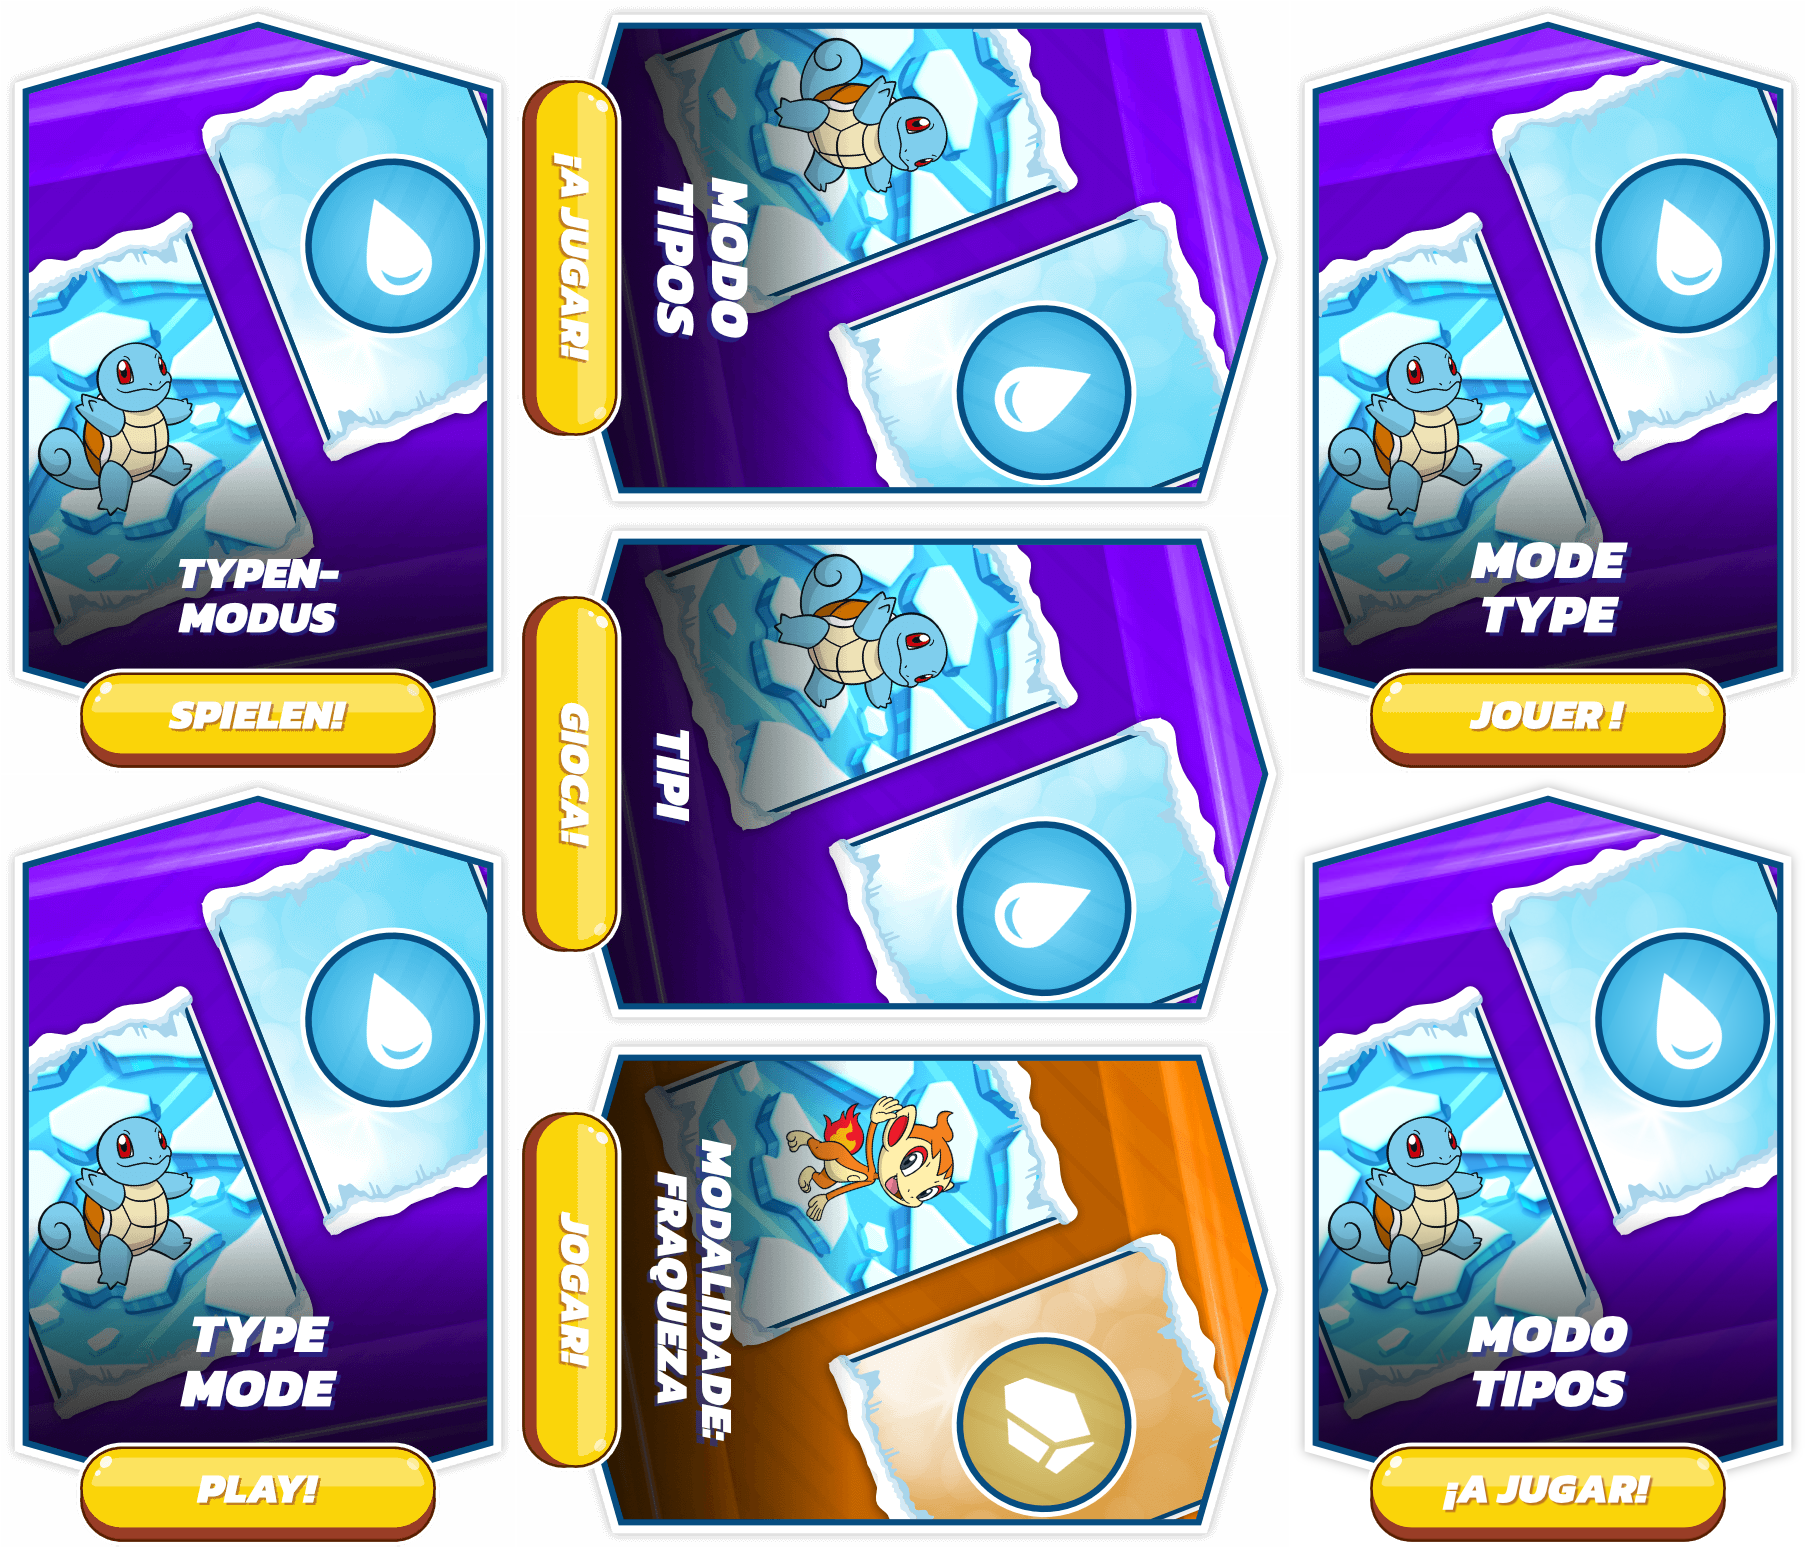 TYPEN-
MODUS
SPIELEN!
MODO
TIPOS
¡A JUGAR!
MODE
TYPE
JOUER !
TIPI
GIOCA!
TYPE
MODE
PLAY!
MODALIDADE:
FRAQUEZA
JOGAR!
MODO
TIPOS
¡A JUGAR!